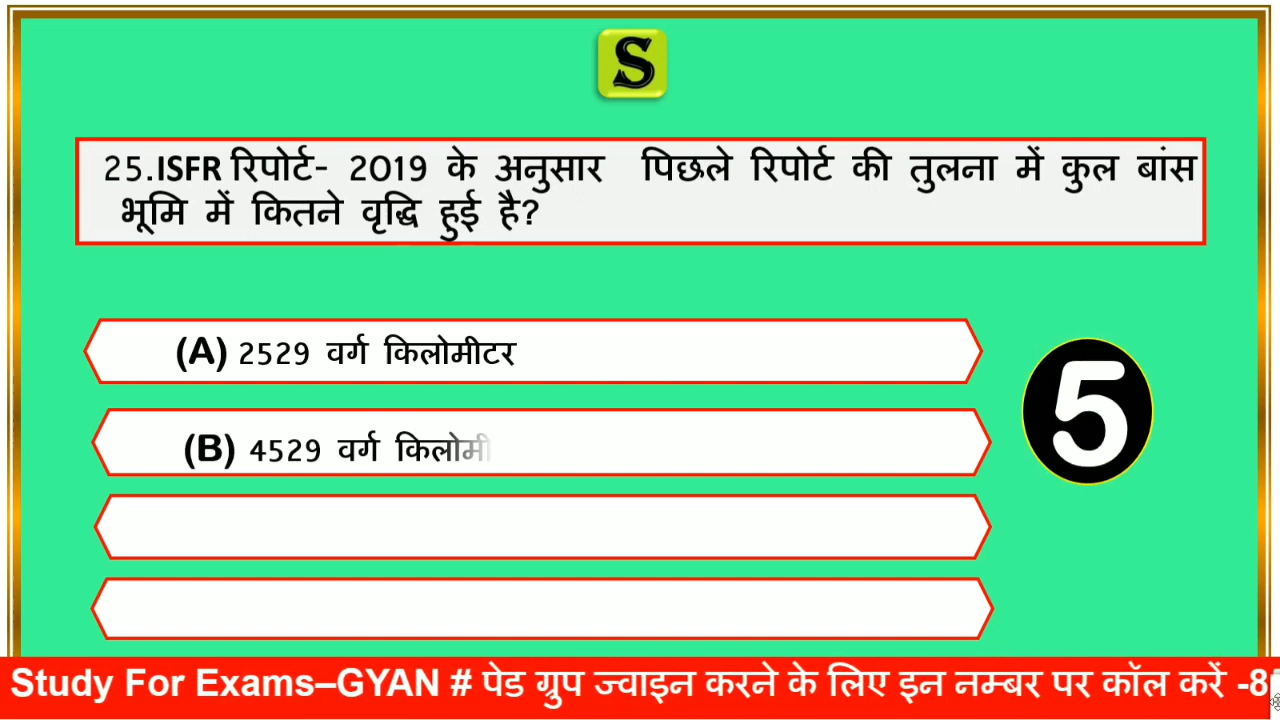 S
25.ISFR रिपोर्ट- 2019 के अनुसार पिछले रिपोर्ट की तुलना में कुल बांस
भूमि में कितने वृद्धि हुई है?
(A) 2529 वर्ग किलोमीटर
5
(B) 4529 वर्ग किलोमी
Study For Exams–GYAN # पेड ग्रुप ज्वाइन करने के लिए इन नम्बर पर कॉल करें -8